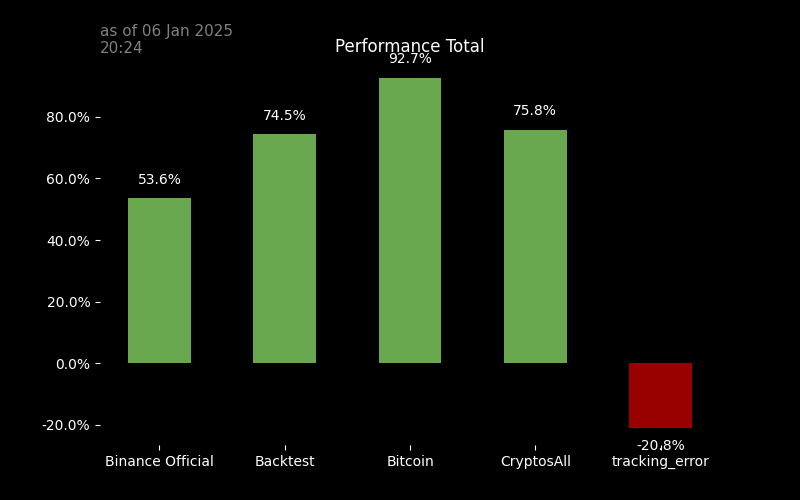 as of 06 Jan 2025
20:24
Performance Total
92.7%
80.0%
74.5%
75.8%
60.0%
53.6%
40.0%
20.0%
0.0%
-20.0%
-20.8%
Binance Official
Backtest
Bitcoin
CryptosAll
tracking_error